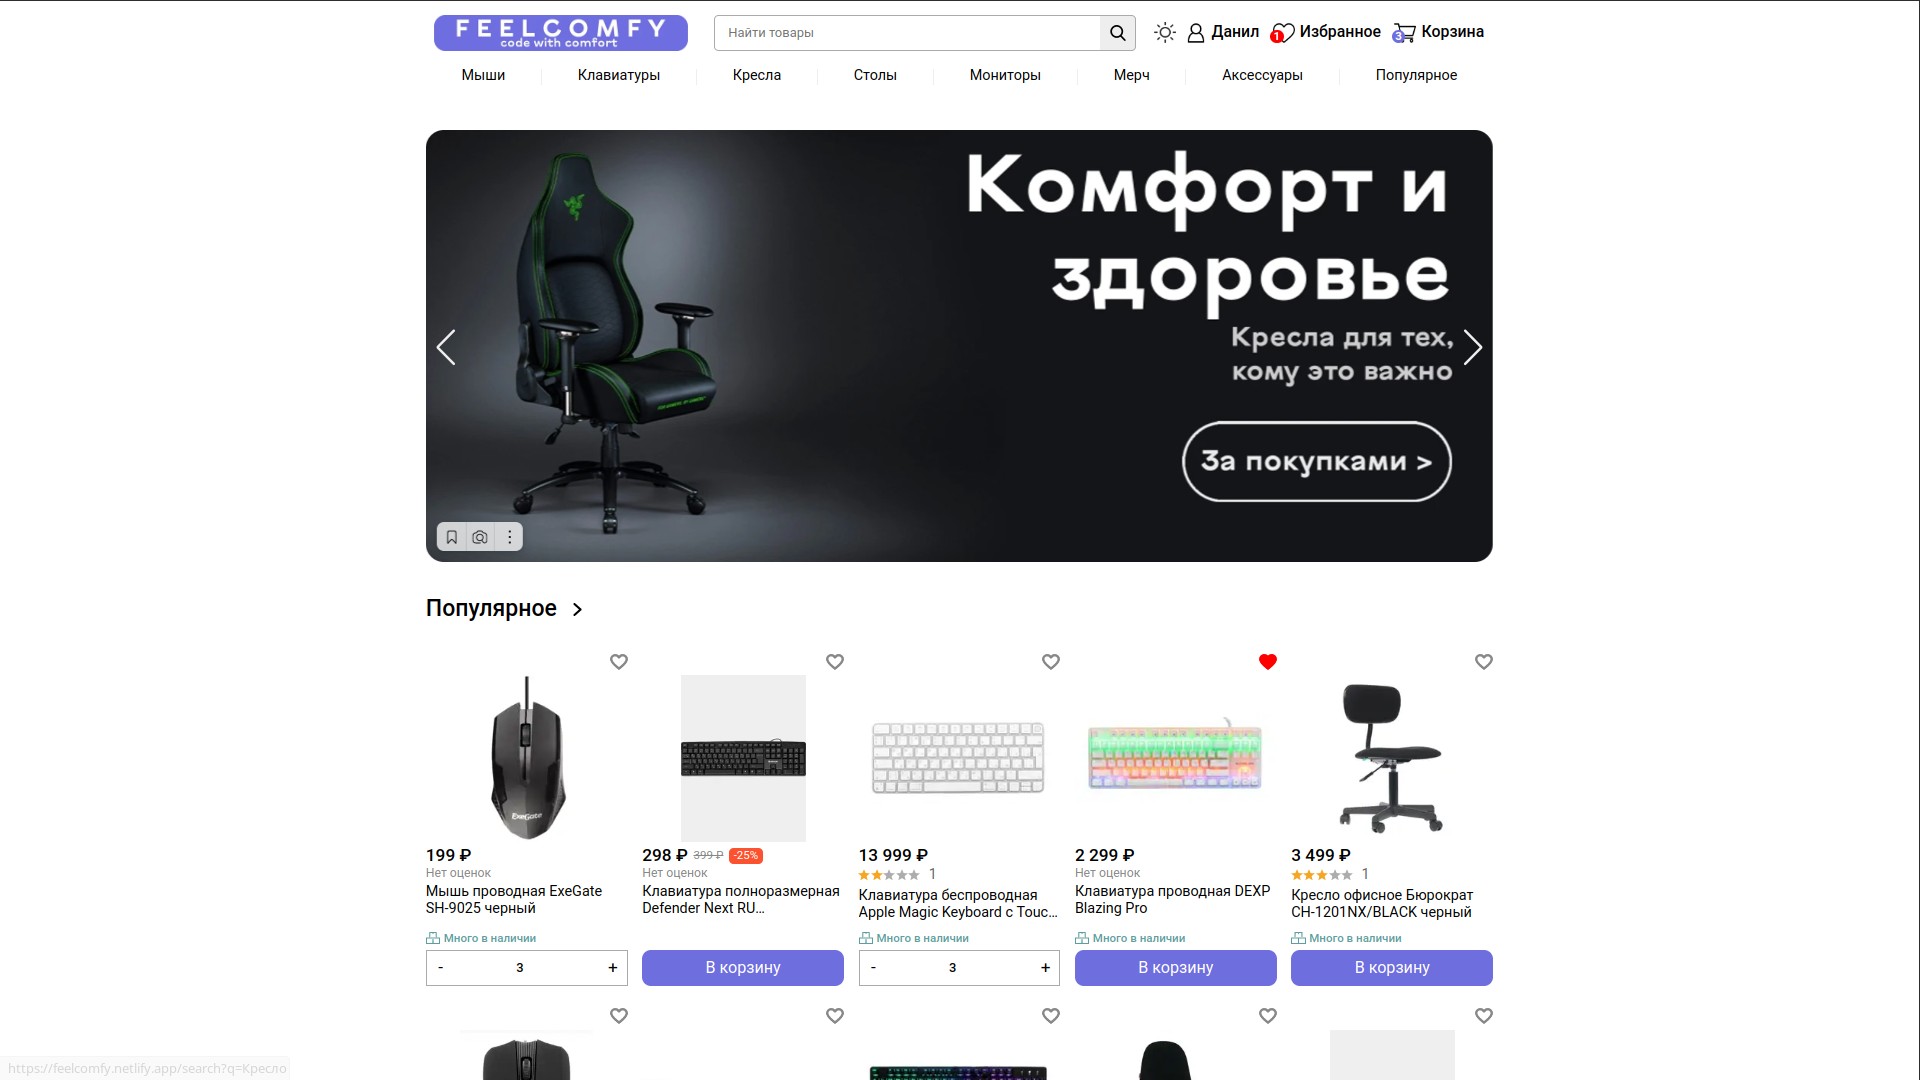 FEELCOMFY
code with comfort
Найти товары
Данил
1
Избранное
3
Корзина
Мыши
Клавиатуры
Кресла
Столы
Мониторы
Мерч
Аксессуары
Популярное
Комфорт и
здоровье
Кресла для тех,
кому это важно
За покупками >
Популярное
199 ₽
Нет оценок
Мышь проводная ExeGate
SH-9025 черный
Много в наличии
- 3 +
298 ₽ 399 ₽ -25%
Нет оценок
Клавиатура полноразмерная
Defender Next RU...
В корзину
13 999 ₽
1
Клавиатура беспроводная
Apple Magic Keyboard с Touc...
Много в наличии
- 3 +
2 299 ₽
Нет оценок
Клавиатура проводная DEXP
Blazing Pro
Много в наличии
В корзину
3 499 ₽
1
Кресло офисное Бюрократ
CH-1201NX/BLACK черный
Много в наличии
В корзину
ExeGate
https://feelcomfy.netlify.app/search?q=Кресло